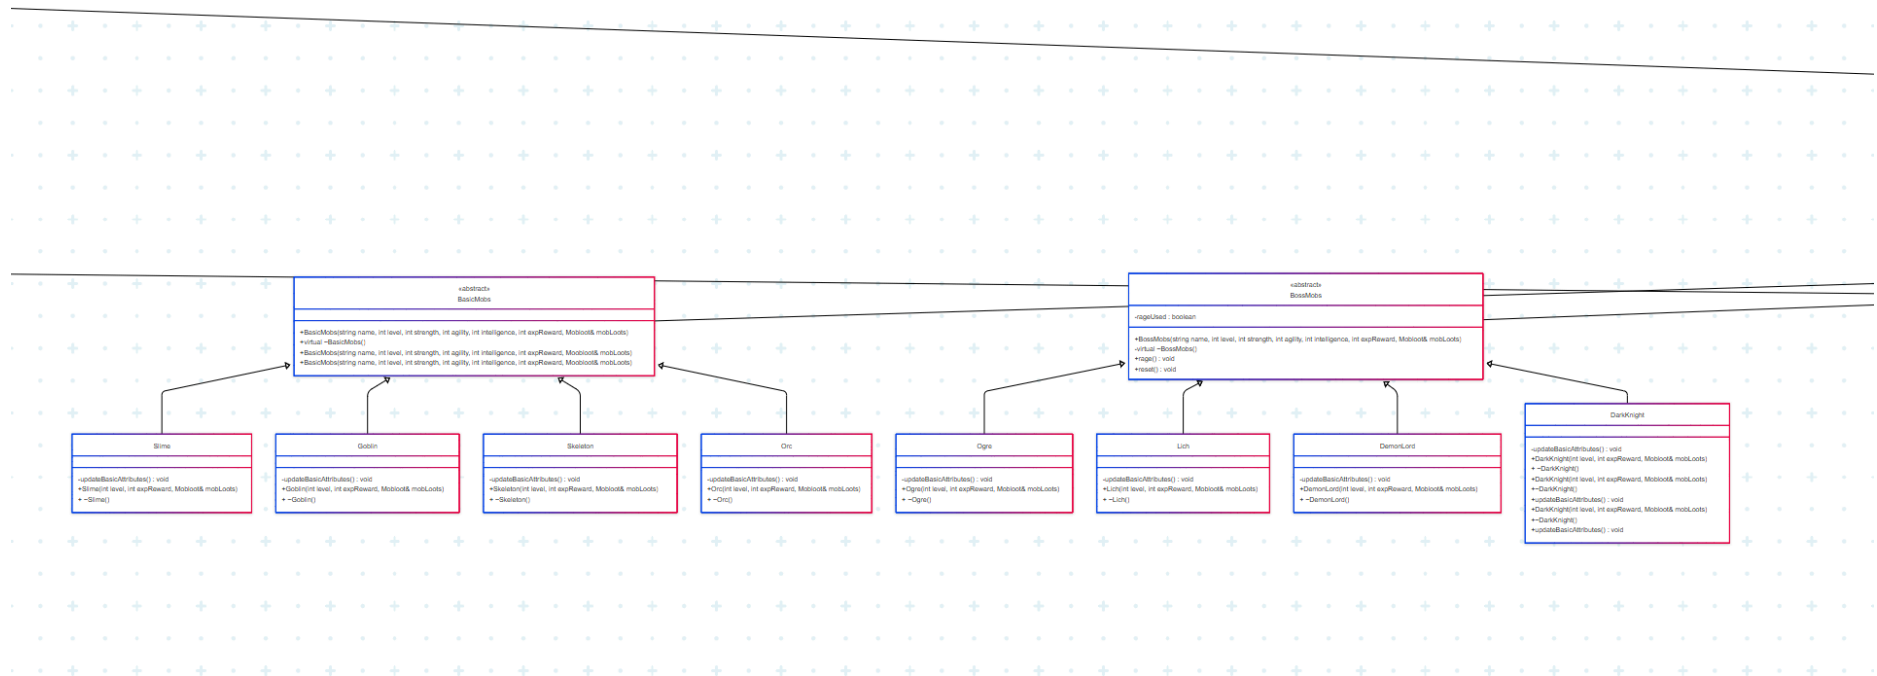 «abstract»
BasicMobs
+BasicMobs(string name, int level, int strength, int agility, int intelligence, int expReward, Mobloot& mobLoots)
+virtual ~BasicMobs()
+BasicMobs(string name, int level, int strength, int agility, int intelligence, int expReward, Moobloot& mobLoots)
+BasicMobs(string name, int level, int strength, int agility, int intelligence, int expReward, Moobloot& mobLoots)
«abstract»
BossMobs
-rageUsed : boolean
+BossMobs(string name, int level, int strength, int agility, int intelligence, int expReward, Mobloot& mobLoots)
-virtual ~BossMobs()
+rage() : void
+reset() : void
Slime
-updateBasicAttributes() : void
+Slime(int level, int expReward, Mobloot& mobLoots)
+ ~Slime()
Goblin
-updateBasicAttributes() : void
+Goblin(int level, int expReward, Mobloot& mobLoots)
+ ~Goblin()
Skeleton
-updateBasicAttributes() : void
+Skeleton(int level, int expReward, Mobloot& mobLoots)
+ ~Skeleton()
Orc
-updateBasicAttributes() : void
+Orc(int level, int expReward, Mobloot& mobLoots)
+ ~Orc()
Ogre
-updateBasicAttributes() : void
+Ogre(int level, int expReward, Mobloot& mobLoots)
+ ~Ogre()
Lich
-updateBasicAttributes() : void
+Lich(int level, int expReward, Mobloot& mobLoots)
+ ~Lich()
DemonLord
-updateBasicAttributes() : void
+DemonLord(int level, int expReward, Mobloot& mobLoots)
+ ~DemonLord()
DarkKnight
-updateBasicAttributes() : void
+DarkKnight(int level, int expReward, Mobloot& mobLoots)
+ ~DarkKnight()
+DarkKnight(int level, int expReward, Mobloot& mobLoots)
+~DarkKnight()
+updateBasicAttributes() : void
+DarkKnight(int level, int expReward, Mobloot& mobLoots)
+~DarkKnight()
+updateBasicAttributes() : void